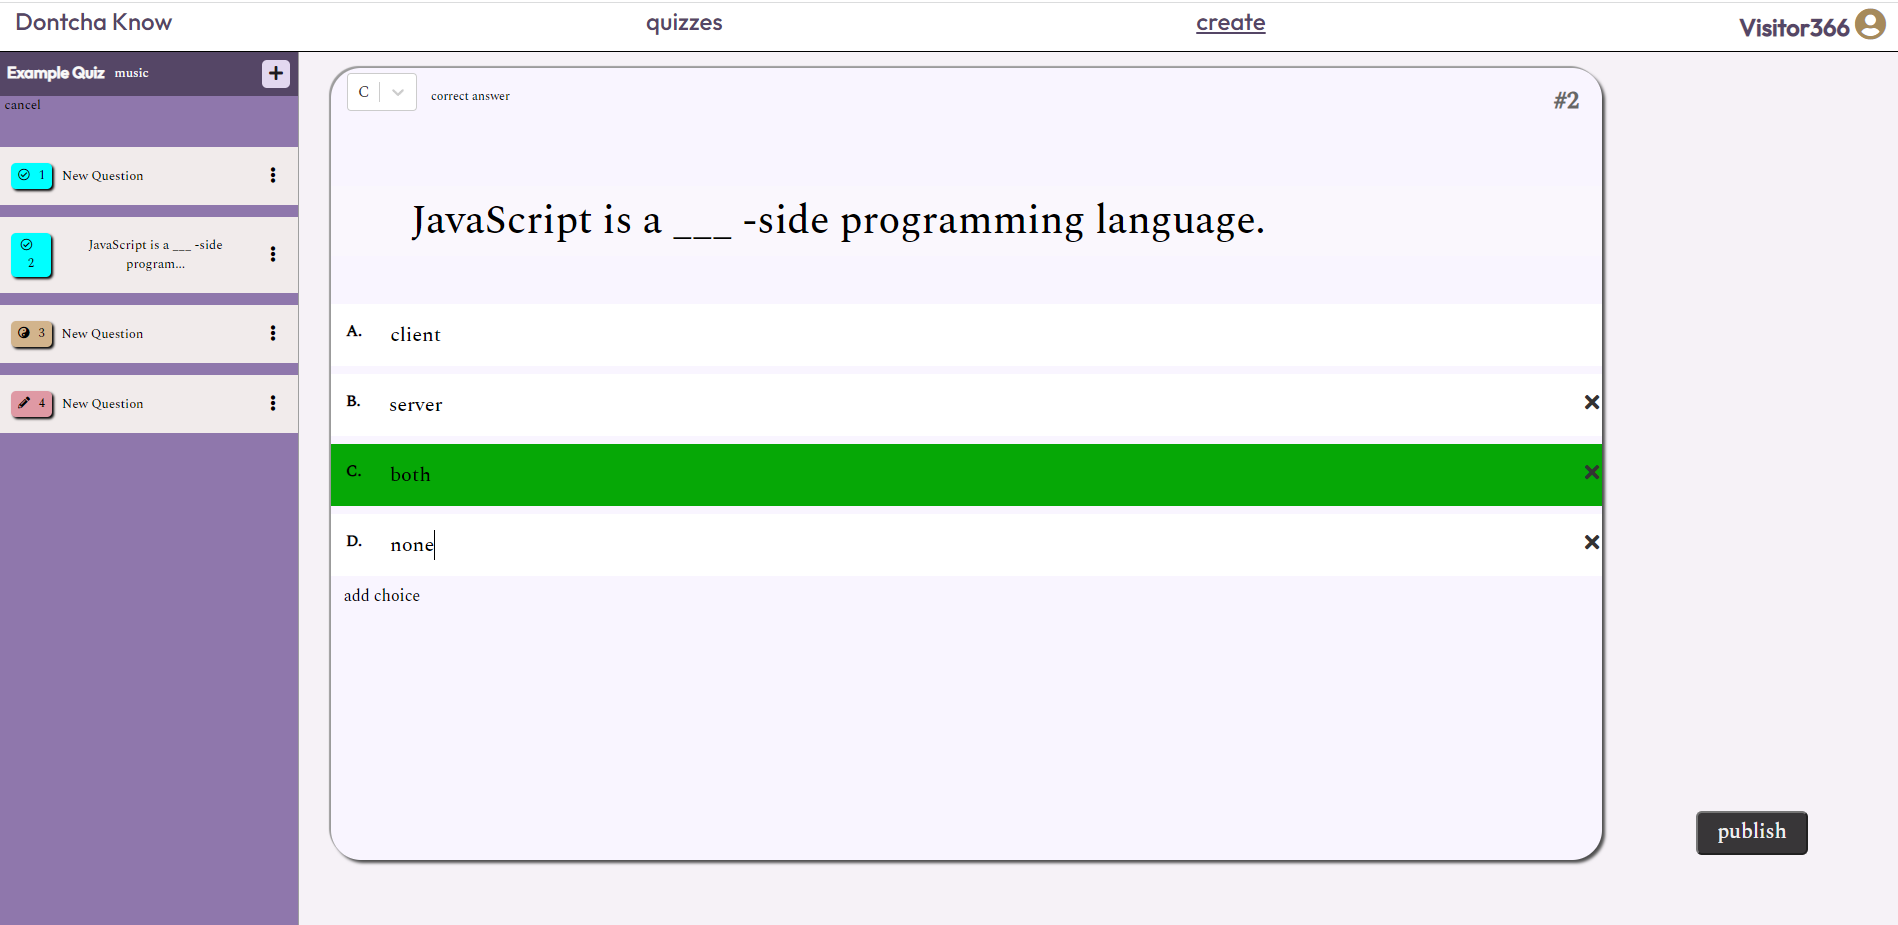 Dontcha Know
quizzes
create
Visitor366
Example Quiz music
+
cancel
1 New Question
2
JavaScript is a ___ -side
program...
3 New Question
4 New Question
C
correct answer
#2
JavaScript is a ___ -side programming language.
A. client
B. server
C. both
D. none
add choice
publish